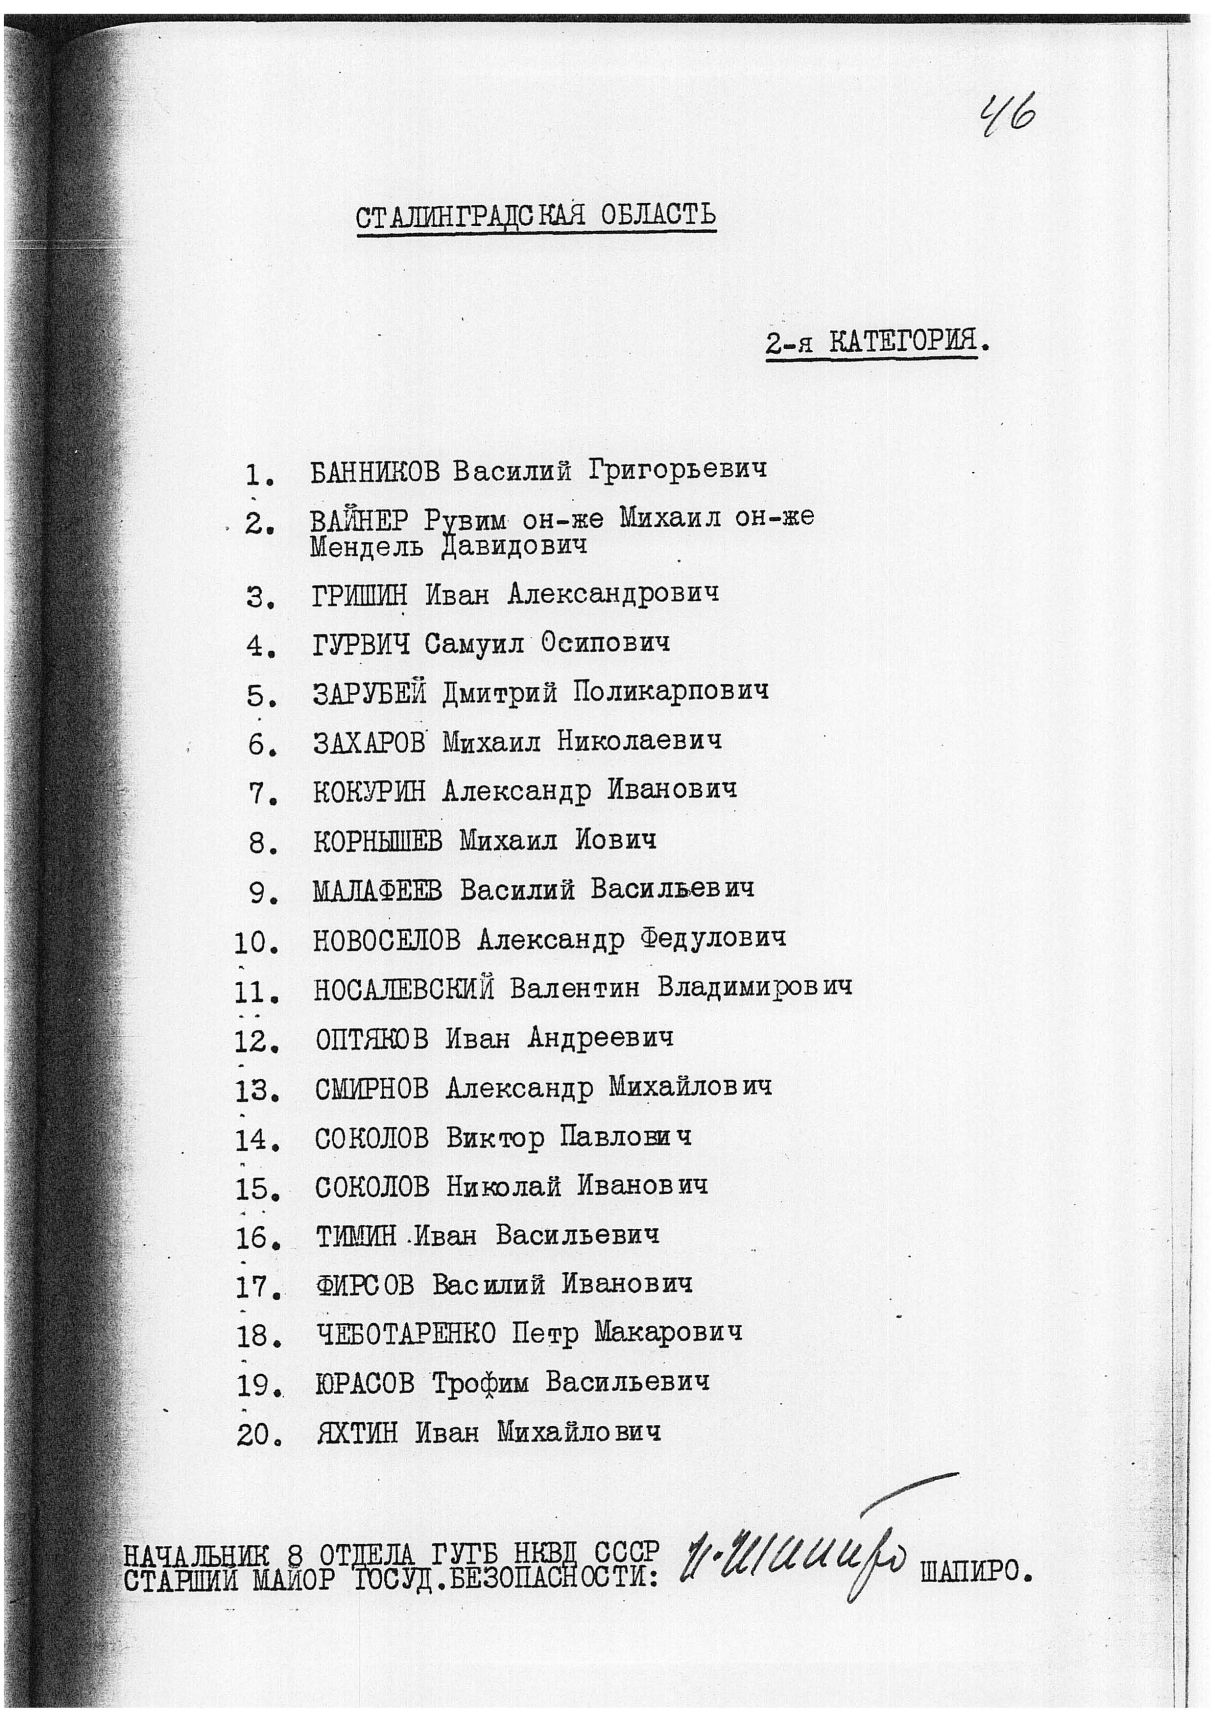 46
СТАЛИНГРАДСКАЯ ОБЛАСТЬ
2-я КАТЕГОРИЯ.
1. БАННИКОВ Василий Григорьевич
2. ВАЙНЕР Рувим он-же Михаил он-же
Мендель Давидович
3. ГРИШИН Иван Александрович
4. ГУРВИЧ Самуил Осипович
5. ЗАРУБЕЙ Дмитрий Поликарпович
6. ЗАХАРОВ Михаил Николаевич
7. КОКУРИН Александр Иванович
8. КОРНЫШЕВ Михаил Иович
9. МАЛАФЕЕВ Василий Васильевич
10. НОВОСЕЛОВ Александр Федулович
11. НОСАЛЕВСКИЙ Валентин Владимирович
12. ОПТЯКОВ Иван Андреевич
13. СМИРНОВ Александр Михайлович
14. СОКОЛОВ Виктор Павлович
15. СОКОЛОВ Николай Иванович
16. ТИМИН Иван Васильевич
17. ФИРСОВ Василий Иванович
18. ЧЕБОТАРЕНКО Петр Макарович
19. ЮРАСОВ Трофим Васильевич
20. ЯХТИН Иван Михайлович
НАЧАЛЬНИК 8 ОТДЕЛА ГУГБ НКВД СССР
СТАРШИЙ МАЙОР ГОСУД.БЕЗОПАСНОСТИ: И. Шапиро ШАПИРО.